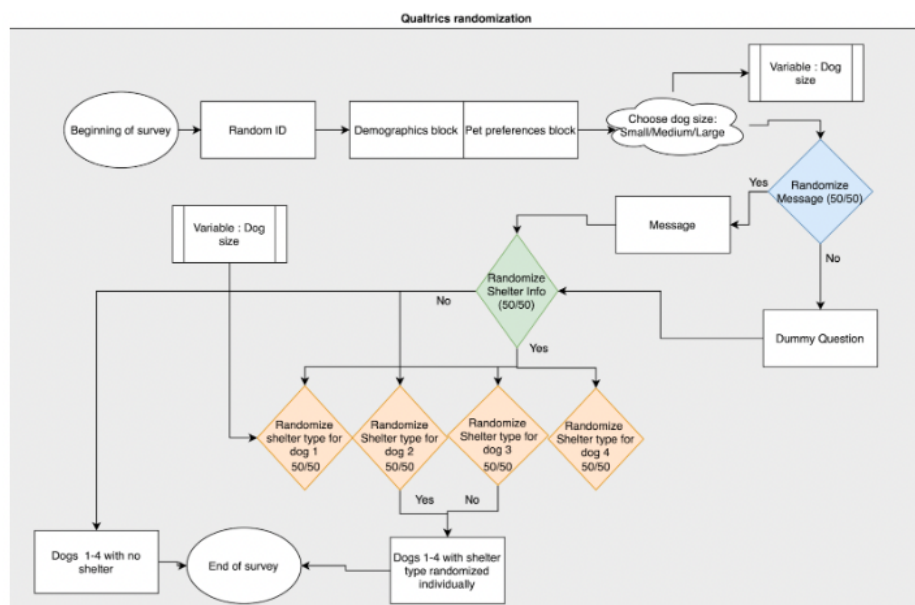 Qualtrics randomization
Variable : Dog
size
Beginning of survey
Random ID
Demographics block
Pet preferences block
Choose dog size:
Small/Medium/Large
Yes
Randomize
Message (50/50)
Message
No
Variable : Dog
size
Randomize
Shelter Info
(50/50)
No
Yes
Dummy Question
Randomize
shelter type for
dog 1
50/50)
Randomize
Shelter type for
dog 2
50/50)
Randomize
Shelter type for
dog 3
50/50)
Randomize
Shelter type for
dog 4
50/50)
Yes
No
Dogs 1-4 with no
shelter
End of survey
Dogs 1-4 with shelter
type randomized
individually